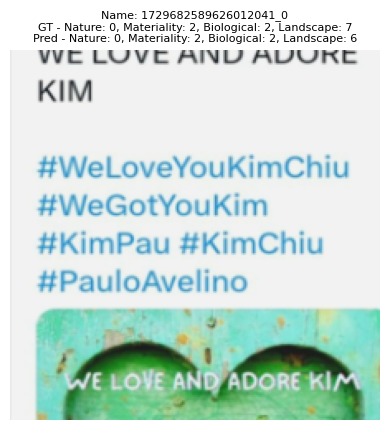 Name: 1729682589626012041_0
GT - Nature: 0, Materiality: 2, Biological: 2, Landscape: 7
Pred - Nature: 0, Materiality: 2, Biological: 2, Landscape: 6
WE LOVE AND ADORE
KIM
#WeLoveYouKimChiu
#WeGotYouKim
#KimPau #KimChiu
#PauloAvelino
WE LOVE AND ADORE KIM